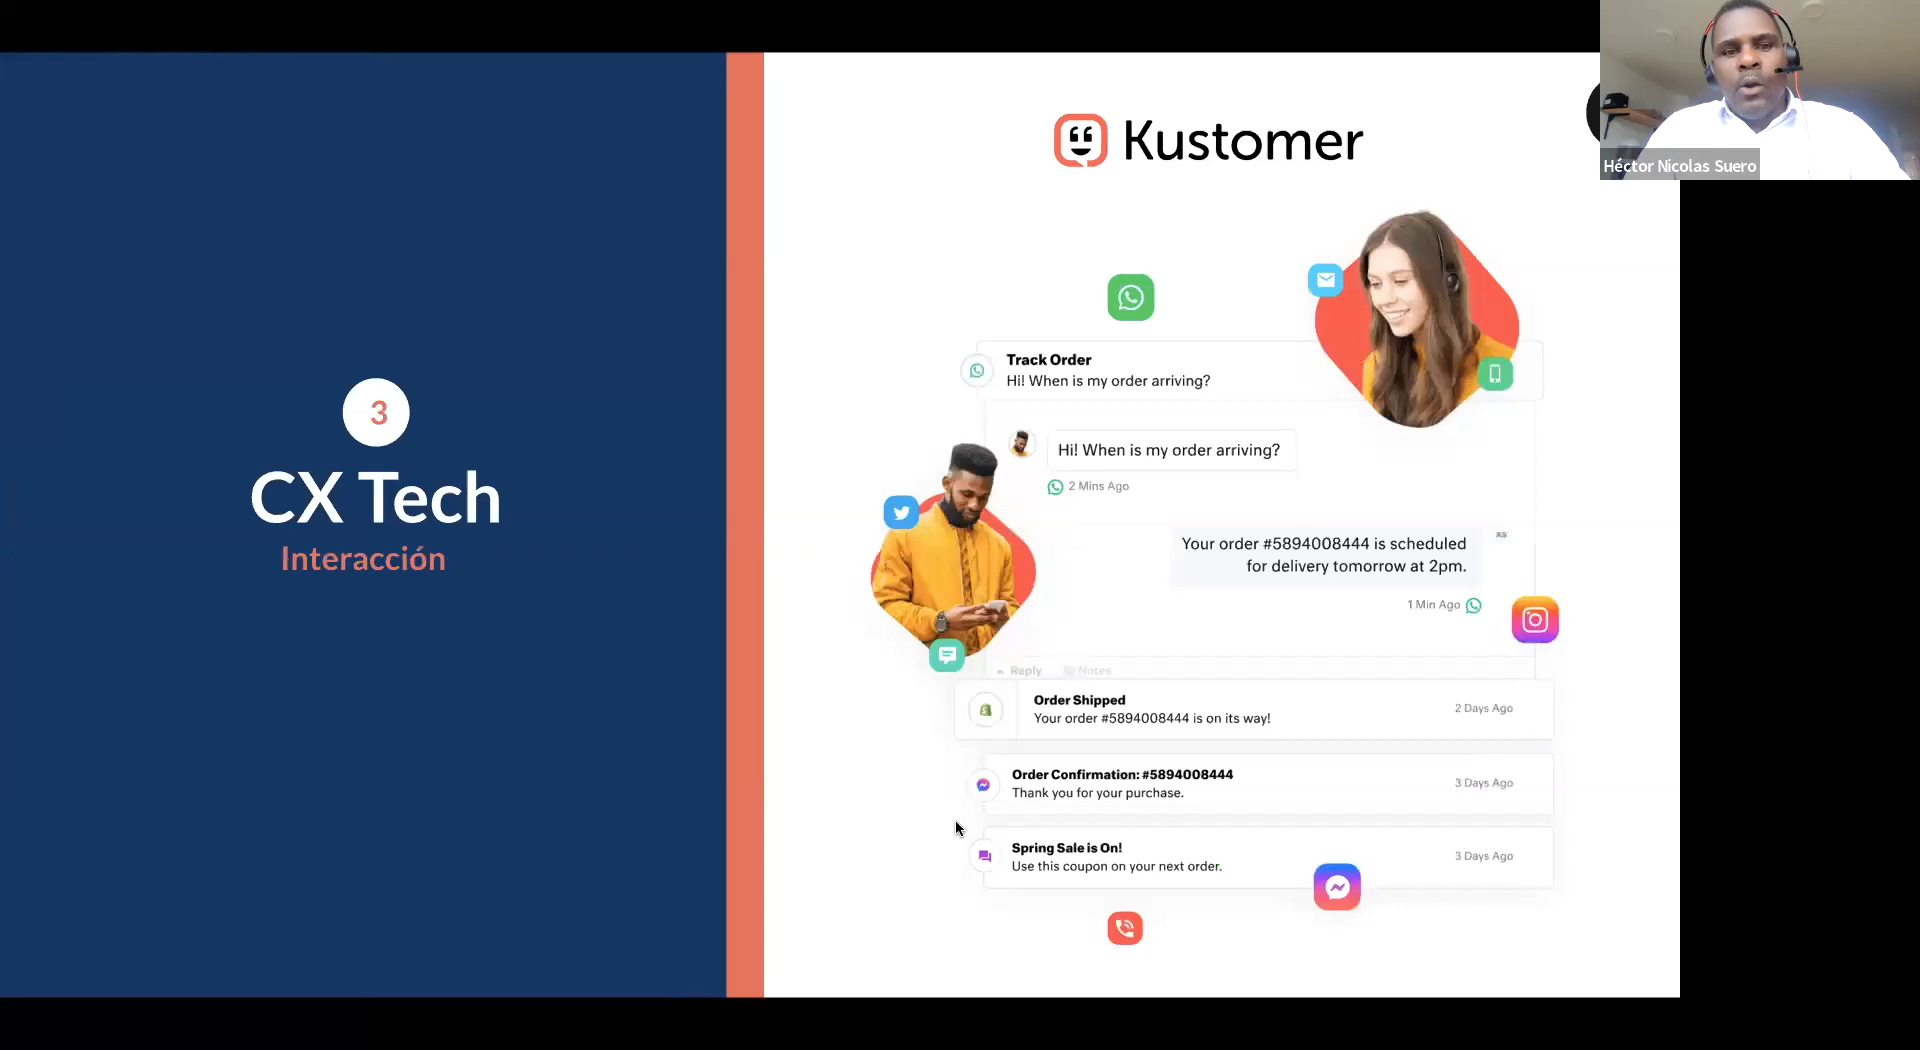 3
CX Tech
Interacción
Kustomer
Héctor Nicolas Suero
Track Order
Hi! When is my order arriving?
Hi! When is my order arriving?
2 Mins Ago
Your order #5894008444 is scheduled
for delivery tomorrow at 2pm.
1 Min Ago
Reply Notes
Order Shipped
Your order #5894008444 is on its way!
2 Days Ago
Order Confirmation: #5894008444
Thank you for your purchase.
3 Days Ago
Spring Sale is On!
Use this coupon on your next order.
3 Days Ago